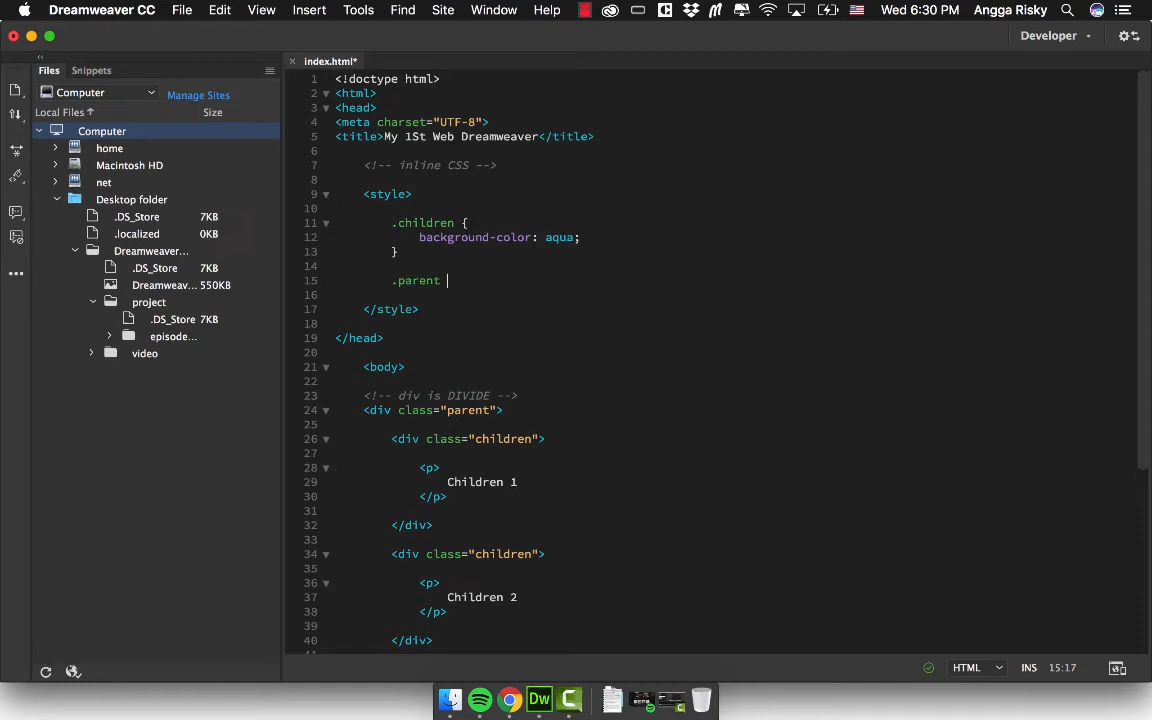 Dreamweaver CC File Edit View Insert Format Tools Find Site Window Help Wed 6:30 PM Angga Risky
Developer
Files Snippets
index.html*
Computer Manage Sites
Local Files Size
Computer
home
Macintosh HD
net
Desktop folder
.DS_Store 7KB
.localized 0KB
Dreamweaver...
.DS_Store 7KB
Dreamweav... 550KB
project
.DS_Store 7KB
episode...
video
1 <!doctype html>
2 <html>
3 <head>
4 <meta charset="UTF-8">
5 <title>My 1St Web Dreamweaver</title>
6
7 <!-- inline CSS -->
8
9 <style>
10
11 .children {
12 background-color: aqua;
13 }
14
15 .parent
16
17 </style>
18
19 </head>
20
21 <body>
22
23 <!-- div is DIVIDE -->
24 <div class="parent">
25
26 <div class="children">
27
28 <p>
29 Children 1
30 </p>
31
32 </div>
33
34 <div class="children">
35
36 <p>
37 Children 2
38 </p>
39
40 </div>
HTML INS 15:17
Dw